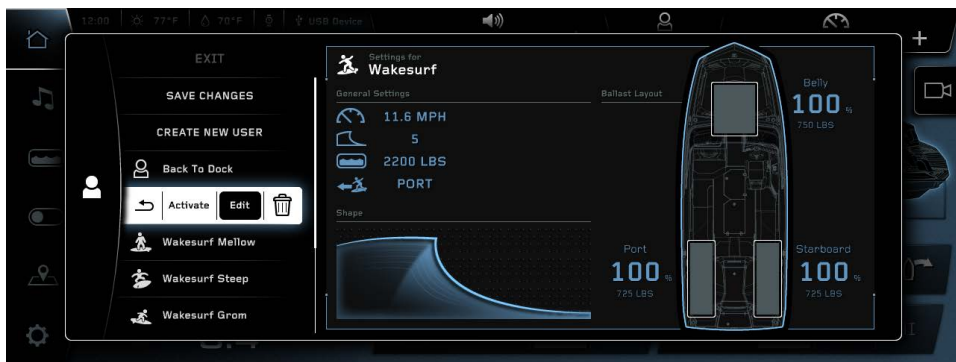 12:00 77°F 70°F USB Device
EXIT
SAVE CHANGES
CREATE NEW USER
Back To Dock
Activate Edit
Wakesurf Mellow
Wakesurf Steep
Wakesurf Grom
Settings for
Wakesurf
General Settings
11.6 MPH
5
2200 LBS
PORT
Shape
Ballast Layout
Belly
100 %
750 LBS
Port
100 %
725 LBS
Starboard
100 %
725 LBS